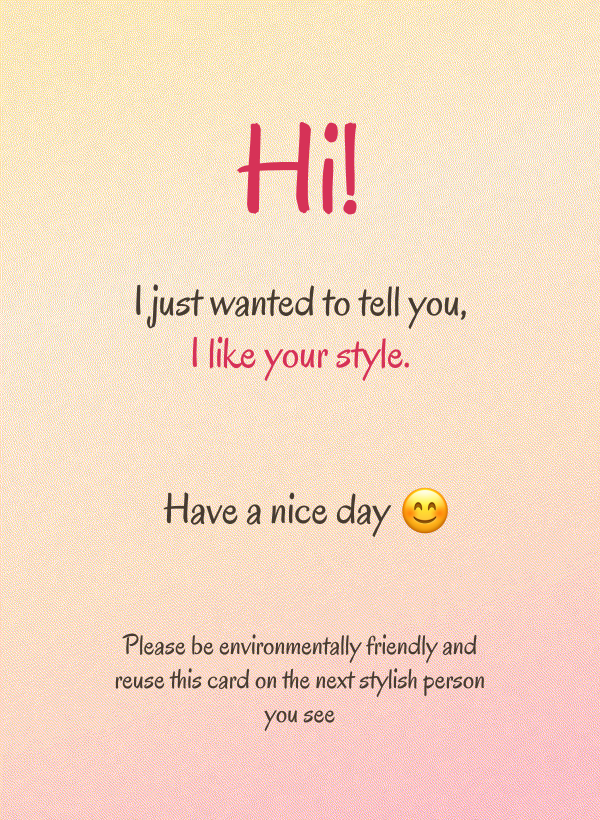 Hi!
I just wanted to tell you,
I like your style.
Have a nice day 😊
Please be environmentally friendly and
reuse this card on the next stylish person
you see